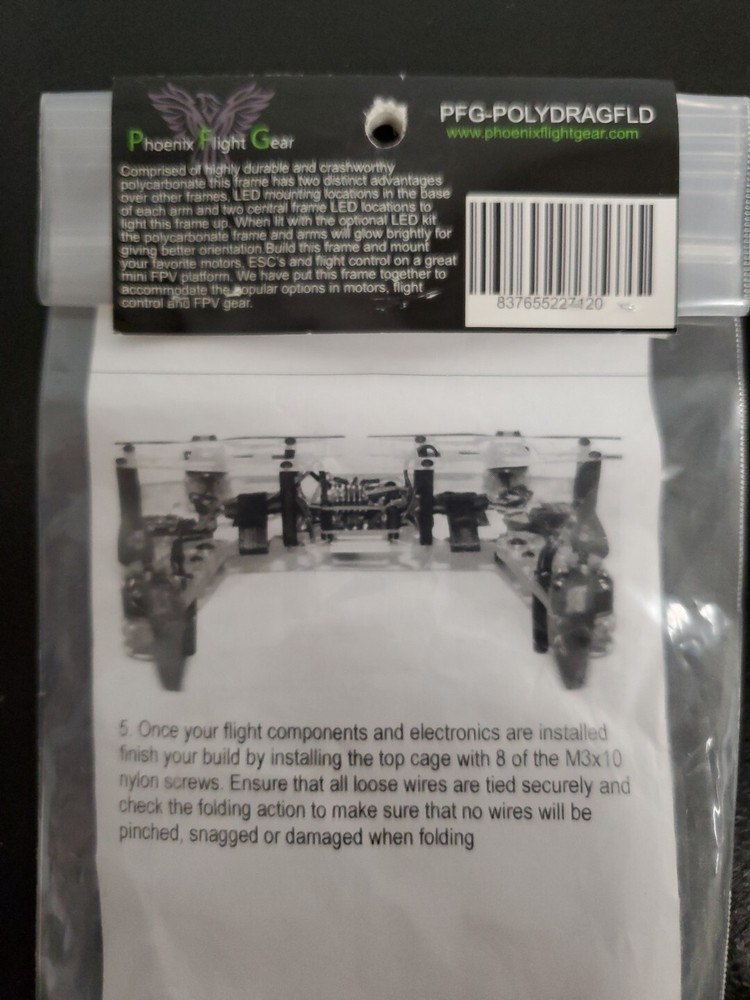 Phoenix Flight Gear
PFG-POLYDRAGFLD
www.phoenixflightgear.com
Comprised of highly durable and crashworthy
polycarbonate this frame has two distinct advantages
over other frames, LED mounting locations in the base
of each arm and two central frame LED locations to
light this frame up. When lit with the optional LED kit
the polycarbonate frame and arms will glow brightly for
giving better orientation.Build this frame and mount
your favorite motors, ESC's and flight control on a great
mini FPV platform. We have put this frame together to
accommodate the popular options in motors, flight
control and FPV gear.
837655227120
5. Once your flight components and electronics are installed
finish your build by installing the top cage with 8 of the M3x10
nylon screws. Ensure that all loose wires are tied securely and
check the folding action to make sure that no wires will be
pinched, snagged or damaged when folding